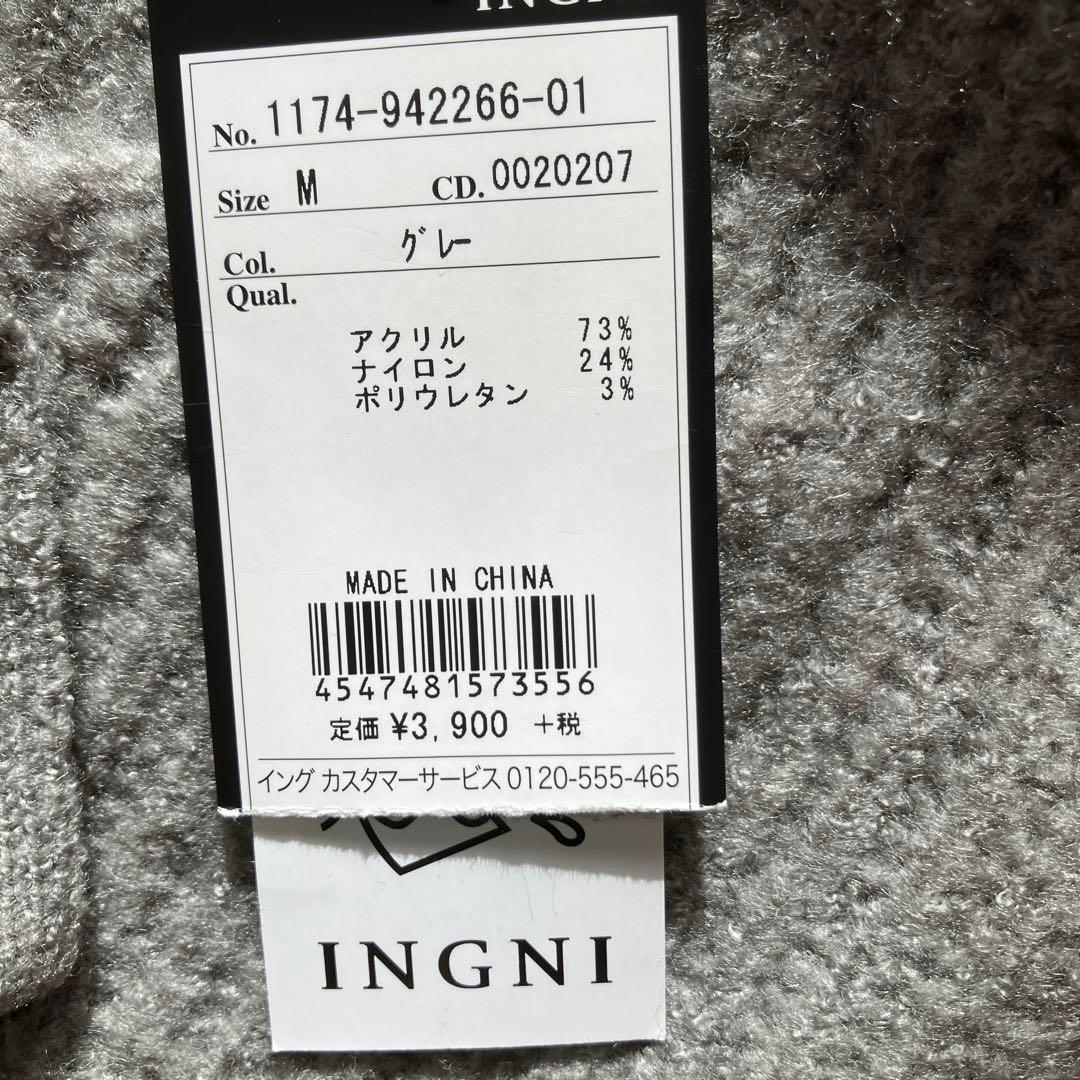 INGNI
No. 1174-942266-01
Size M CD. 0020207
Col. グレー
Qual.
アクリル 73%
ナイロン 24%
ポリウレタン 3%
MADE IN CHINA
4547481573556
定価 ¥3,900 +税
イング カスタマーサービス 0120-555-465
INGNI